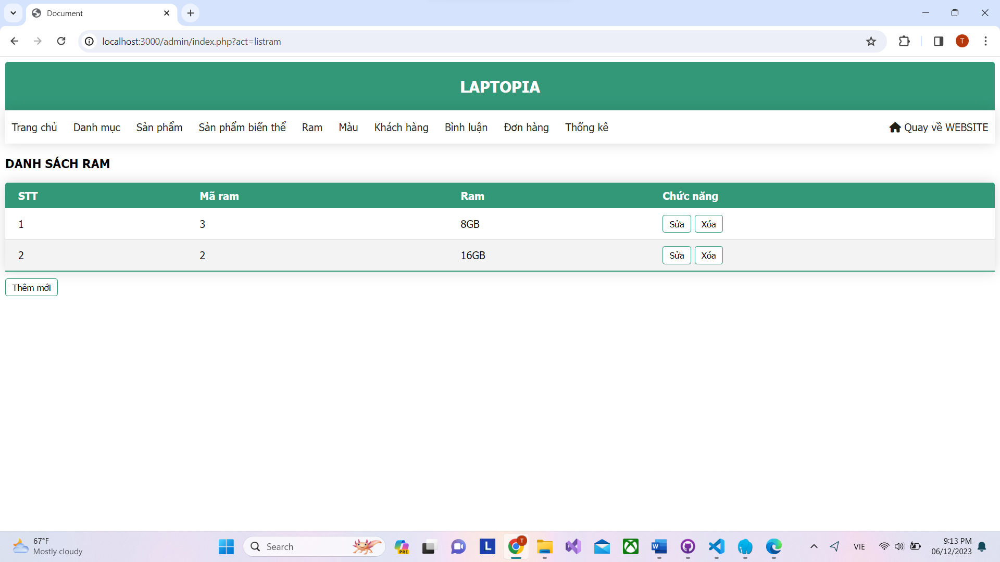 Document
localhost:3000/admin/index.php?act=listram
T
LAPTOPIA
Trang chủ Danh mục Sản phẩm Sản phẩm biến thể Ram Màu Khách hàng Bình luận Đơn hàng Thống kê Quay về WEBSITE
DANH SÁCH RAM
STT Mã ram Ram Chức năng
1 3 8GB Sửa Xóa
2 2 16GB Sửa Xóa
Thêm mới
67°F
Mostly cloudy
Search
PRE
L
T
W
VIE
9:13 PM
06/12/2023